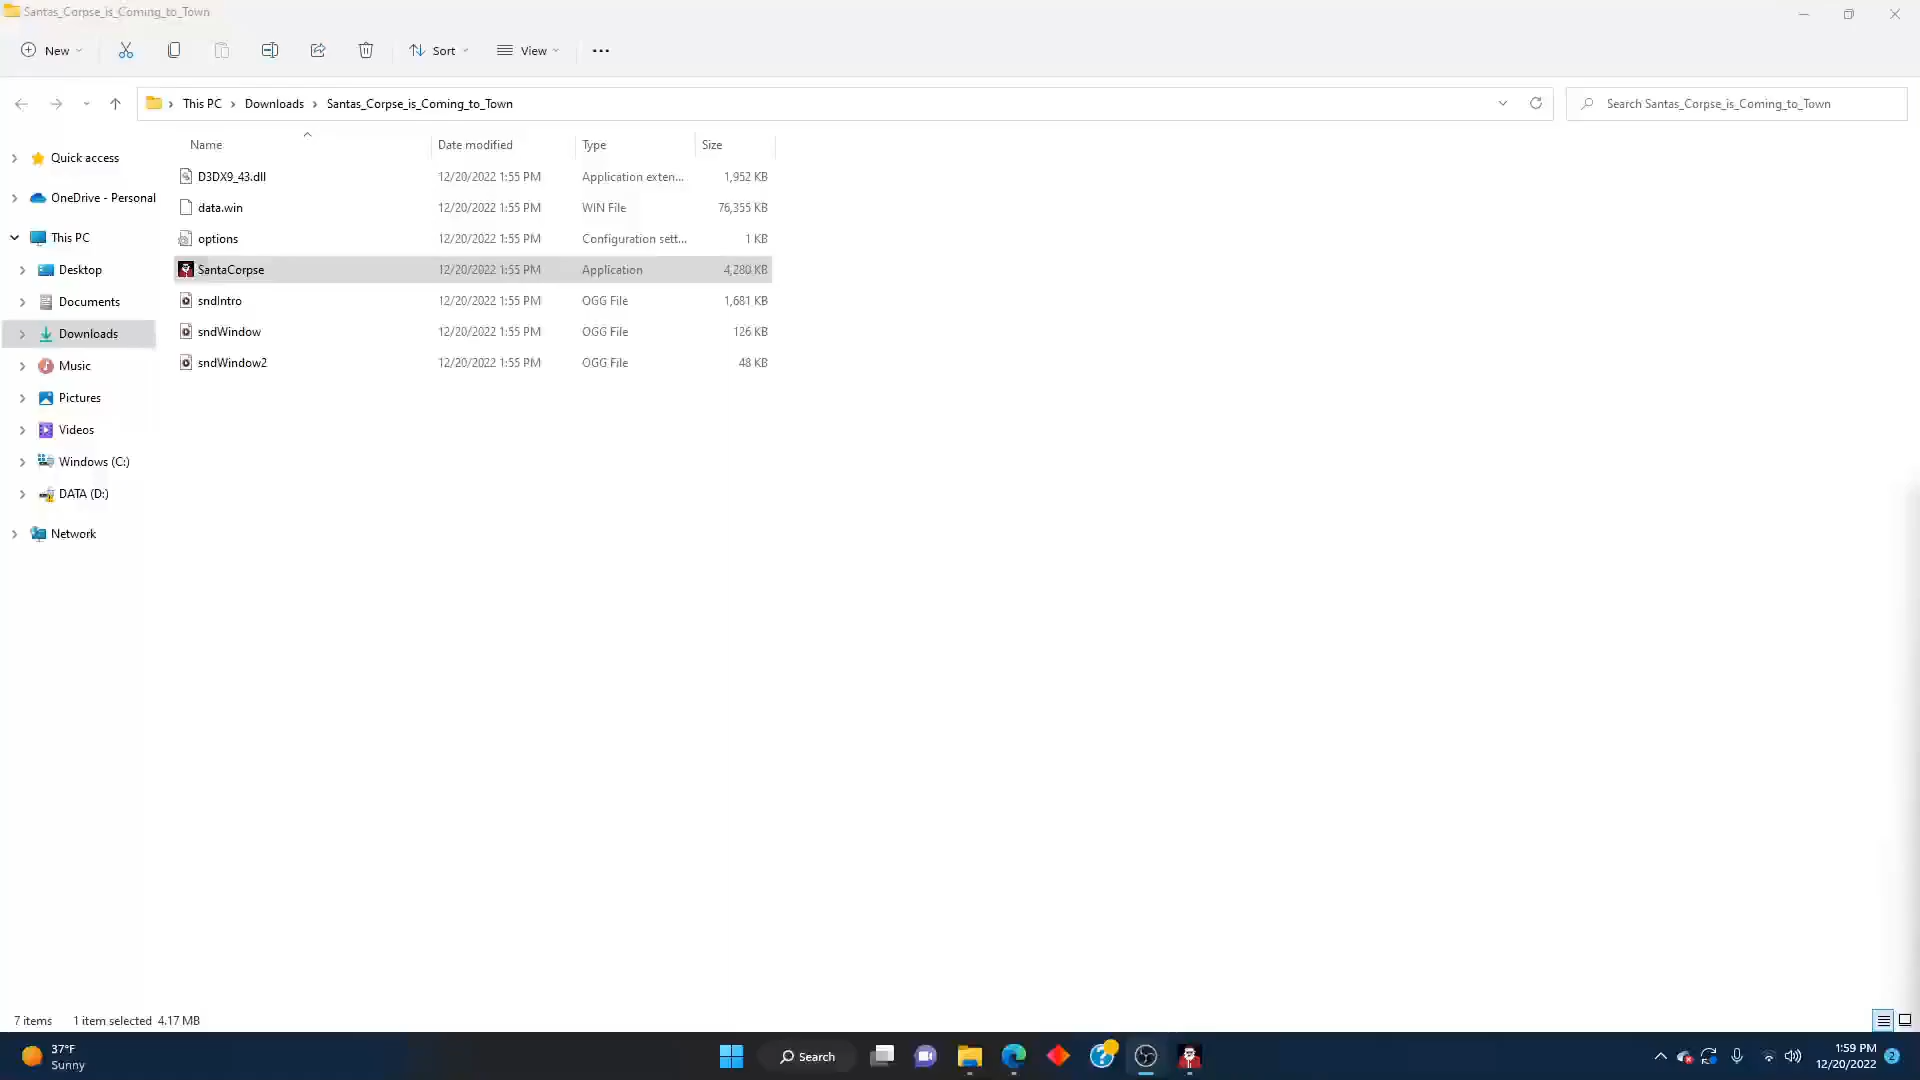 Santas_Corpse_is_Coming_to_Town
New
Sort
View
This PC
Downloads
Santas_Corpse_is_Coming_to_Town
Search Santas_Corpse_is_Coming_to_Town
Name Date modified Type Size
D3DX9_43.dll 12/20/2022 1:55 PM Application exten... 1,952 KB
data.win 12/20/2022 1:55 PM WIN File 76,355 KB
options 12/20/2022 1:55 PM Configuration sett... 1 KB
SantaCorpse 12/20/2022 1:55 PM Application 4,280 KB
sndIntro 12/20/2022 1:55 PM OGG File 1,681 KB
sndWindow 12/20/2022 1:55 PM OGG File 126 KB
sndWindow2 12/20/2022 1:55 PM OGG File 48 KB
Quick access
OneDrive - Personal
This PC
Desktop
Documents
Downloads
Music
Pictures
Videos
Windows (C:)
DATA (D:)
Network
7 items 1 item selected 4.17 MB
37°F
Sunny
Search
1:59 PM
12/20/2022
2